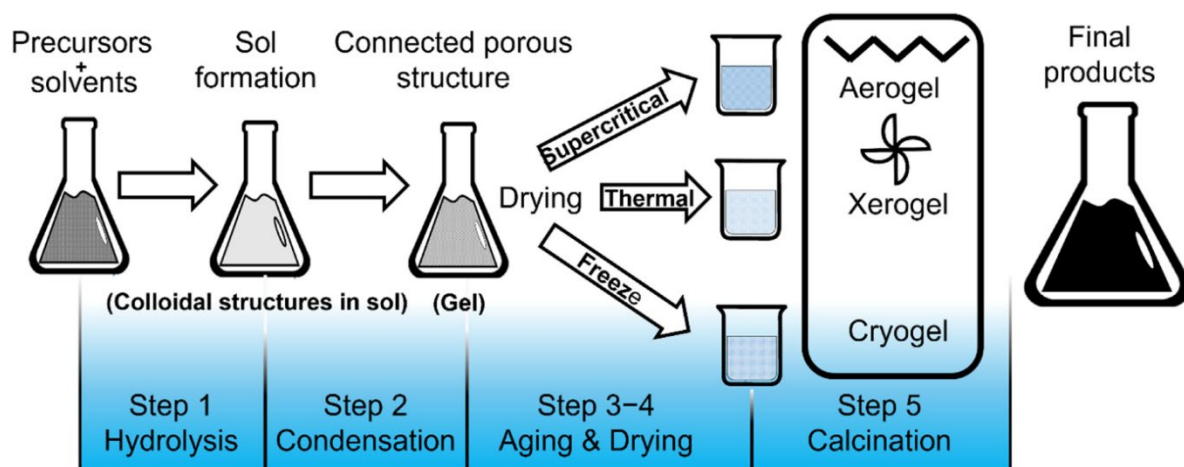 Precursors
+
solvents
Sol
formation
Connected porous
structure
Supercritical
Drying
Thermal
Freeze
Aerogel
Xerogel
Cryogel
Final
products
(Colloidal structures in sol)
(Gel)
Step 1
Hydrolysis
Step 2
Condensation
Step 3−4
Aging & Drying
Step 5
Calcination